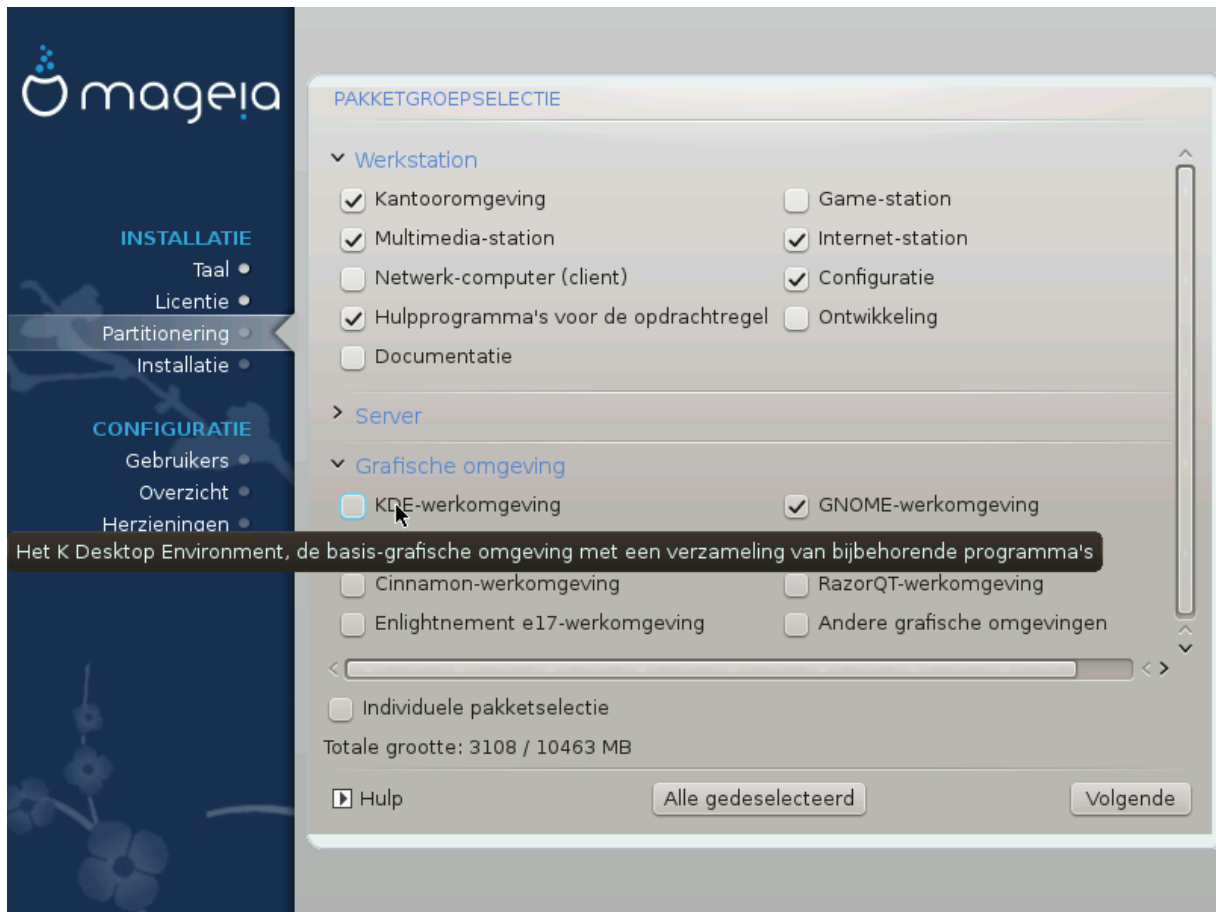 mageia
INSTALLATIE
Taal
Licentie
Partitionering
Installatie
CONFIGURATIE
Gebruikers
Overzicht
Herzieningen
PAKKETGROEPSELECTIE
Werkstation
Kantooromgeving
Game-station
Multimedia-station
Internet-station
Netwerk-computer (client)
Configuratie
Hulpprogramma's voor de opdrachtregel
Ontwikkeling
Documentatie
Server
Grafische omgeving
KDE-werkomgeving
GNOME-werkomgeving
Het K Desktop Environment, de basis-grafische omgeving met een verzameling van bijbehorende programma's
Cinnamon-werkomgeving
RazorQT-werkomgeving
Enlightnement e17-werkomgeving
Andere grafische omgevingen
Individuele pakketselectie
Totale grootte: 3108 / 10463 MB
Hulp
Alle gedeselecteerd
Volgende